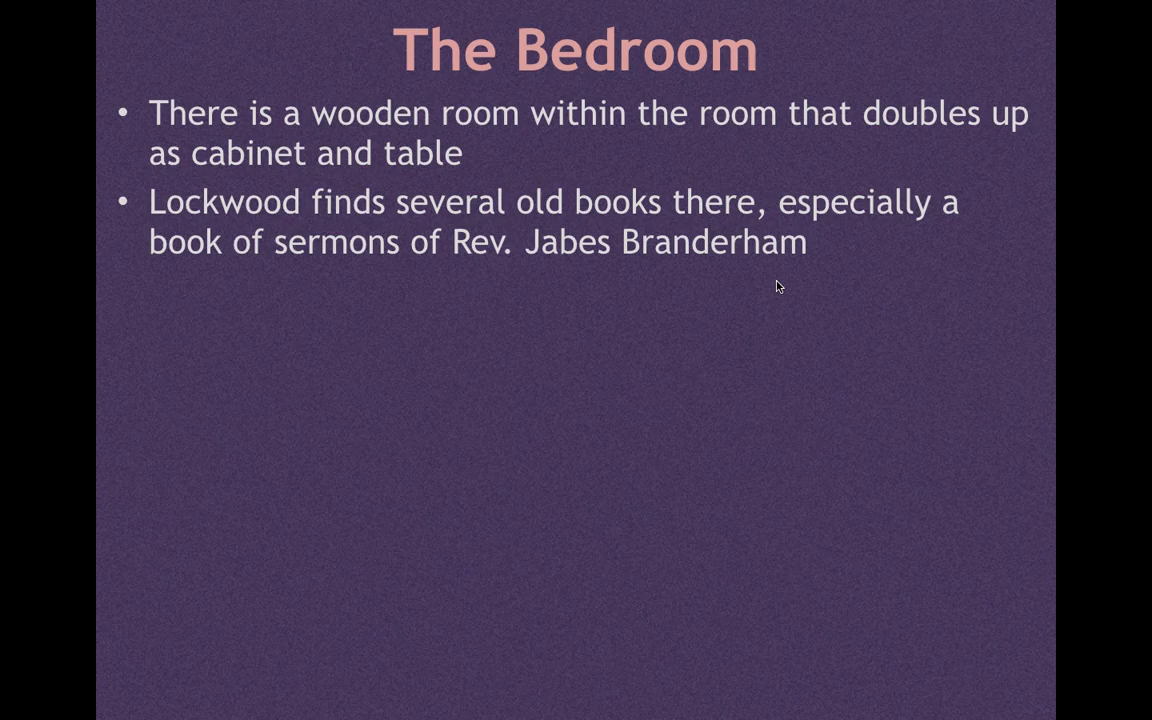 The Bedroom
• There is a wooden room within the room that doubles up
as cabinet and table
• Lockwood finds several old books there, especially a
book of sermons of Rev. Jabes Branderham